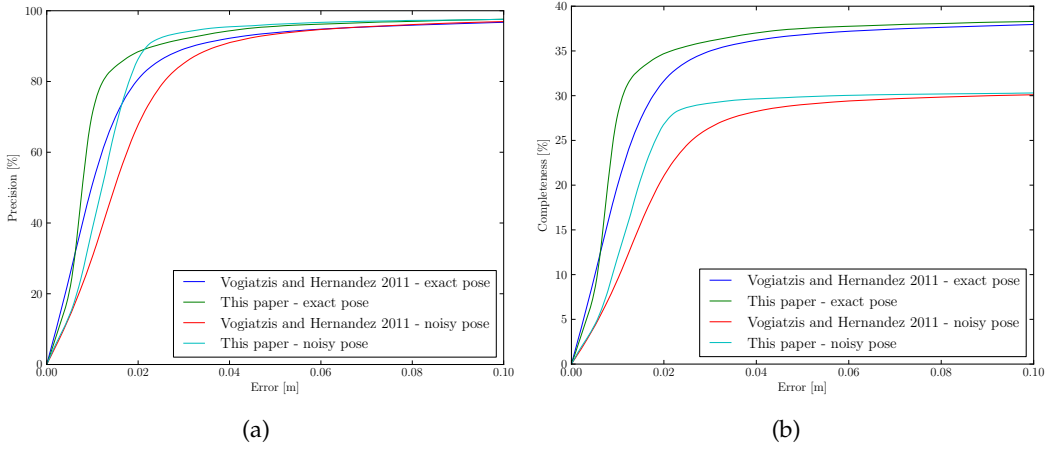 100
80
60
40
20
0
0.00
0.02
0.04
0.06
0.08
0.10
Precision [%]
Error [m]
Vogiatzis and Hernandez 2011 - exact pose
This paper - exact pose
Vogiatzis and Hernandez 2011 - noisy pose
This paper - noisy pose
(a)
40
35
30
25
20
15
10
5
0
0.00
0.02
0.04
0.06
0.08
0.10
Completeness [%]
Error [m]
Vogiatzis and Hernandez 2011 - exact pose
This paper - exact pose
Vogiatzis and Hernandez 2011 - noisy pose
This paper - noisy pose
(b)